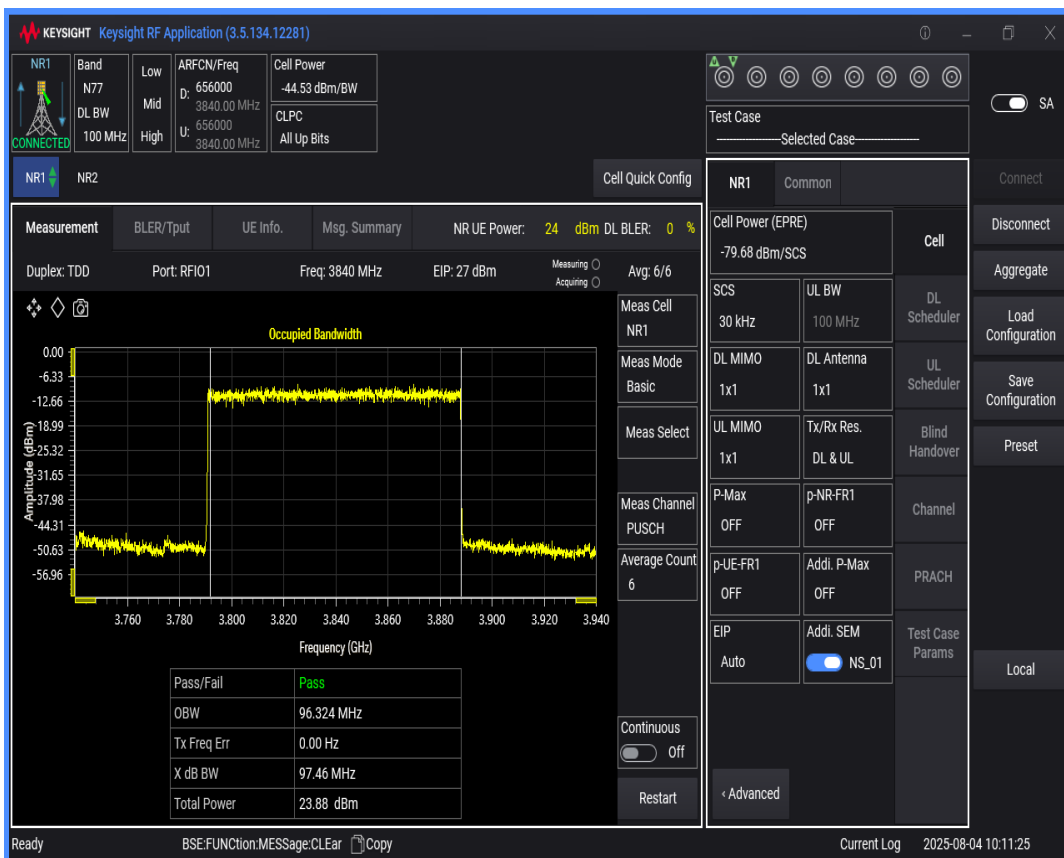 KEYSIGHT Keysight RF Application (3.5.134.12281)
NR1
CONNECTED
Band
N77
DL BW
100 MHz
Low
Mid
High
ARFCN/Freq
D: 656000
3840.00 MHz
U: 656000
3840.00 MHz
Cell Power
-44.53 dBm/BW
CLPC
All Up Bits
Test Case
Selected Case
SA
NR1
NR2
Cell Quick Config
Measurement
BLER/Tput
UE Info.
Msg. Summary
NR UE Power: 24 dBm DL BLER: 0 %
Duplex: TDD
Port: RFIO1
Freq: 3840 MHz
EIP: 27 dBm
Measuring
Acquiring
Avg: 6/6
Occupied Bandwidth
Amplitude (dBm)
0.00
-6.33
-12.66
-18.99
-25.32
-31.65
-37.98
-44.31
-50.63
-56.96
3.760 3.780 3.800 3.820 3.840 3.860 3.880 3.900 3.920 3.940
Frequency (GHz)
Pass/Fail Pass
OBW 96.324 MHz
Tx Freq Err 0.00 Hz
X dB BW 97.46 MHz
Total Power 23.88 dBm
Meas Cell
NR1
Meas Mode
Basic
Meas Select
Meas Channel
PUSCH
Average Count
6
Continuous
Off
Restart
NR1
Common
Cell Power (EPRE)
-79.68 dBm/SCS
SCS
30 kHz
UL BW
100 MHz
DL MIMO
1x1
DL Antenna
1x1
UL MIMO
1x1
Tx/Rx Res.
DL & UL
P-Max
OFF
p-NR-FR1
OFF
p-UE-FR1
OFF
Addi. P-Max
OFF
EIP
Auto
Addi. SEM
NS_01
‹ Advanced
Cell
DL
Scheduler
UL
Scheduler
Blind
Handover
Channel
PRACH
Test Case
Params
Connect
Disconnect
Aggregate
Load
Configuration
Save
Configuration
Preset
Local
Ready
BSE:FUNCtion:MESSage:CLEar Copy
Current Log
2025-08-04 10:11:25